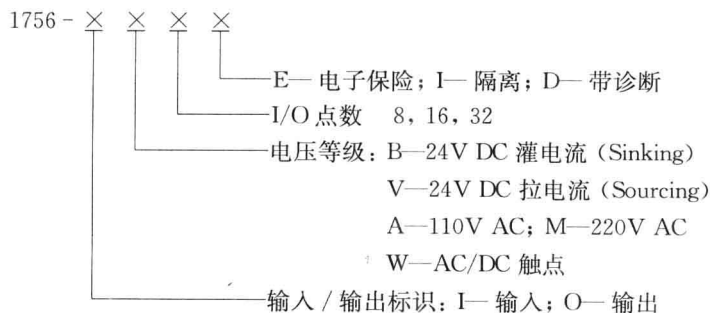 1756 - × × × ×
E— 电子保险；I— 隔离；D— 带诊断
I/O 点数 8，16，32
电压等级：B—24V DC 灌电流（Sinking）
V—24V DC 拉电流（Sourcing）
A—110V AC；M—220V AC
W—AC/DC 触点
输入 / 输出标识：I— 输入；O— 输出